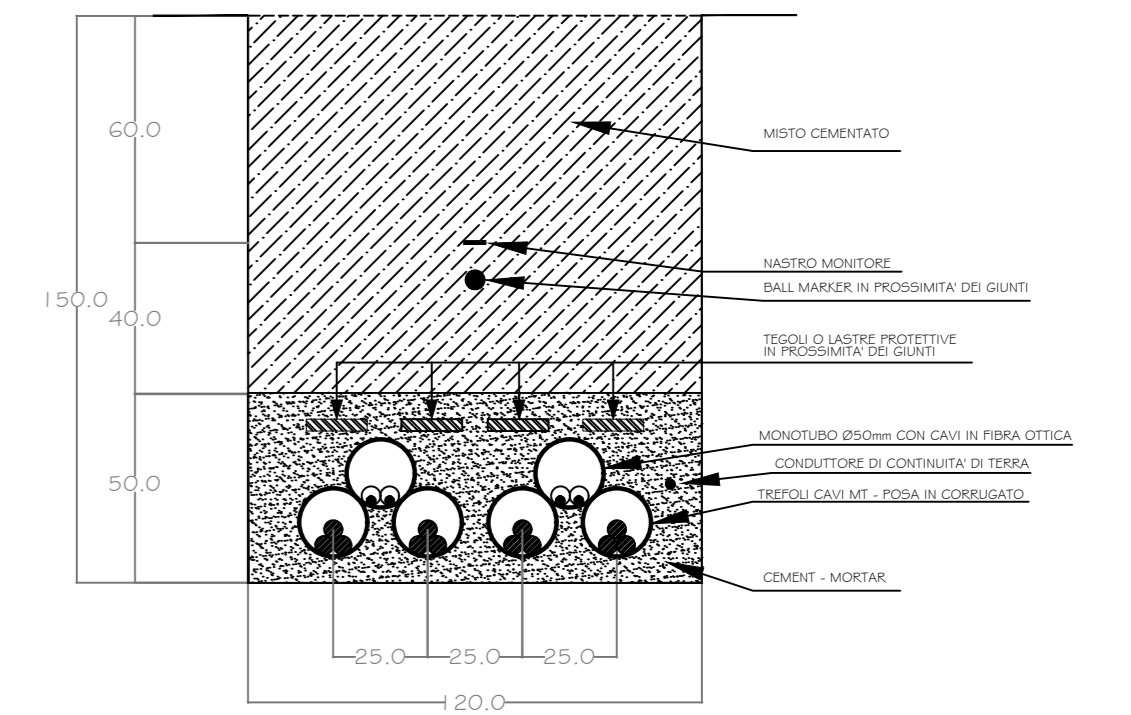 60.0
MISTO CEMENTATO
NASTRO MONITORE
BALL MARKER IN PROSSIMITA' DEI GIUNTI
150.0
40.0
TEGOLI O LASTRE PROTETTIVE
IN PROSSIMITA' DEI GIUNTI
MONOTUBO Ø50mm CON CAVI IN FIBRA OTTICA
CONDUTTORE DI CONTINUITA' DI TERRA
50.0
TREFOLI CAVI MT - POSA IN CORRUGATO
CEMENT - MORTAR
25.0
25.0
25.0
120.0